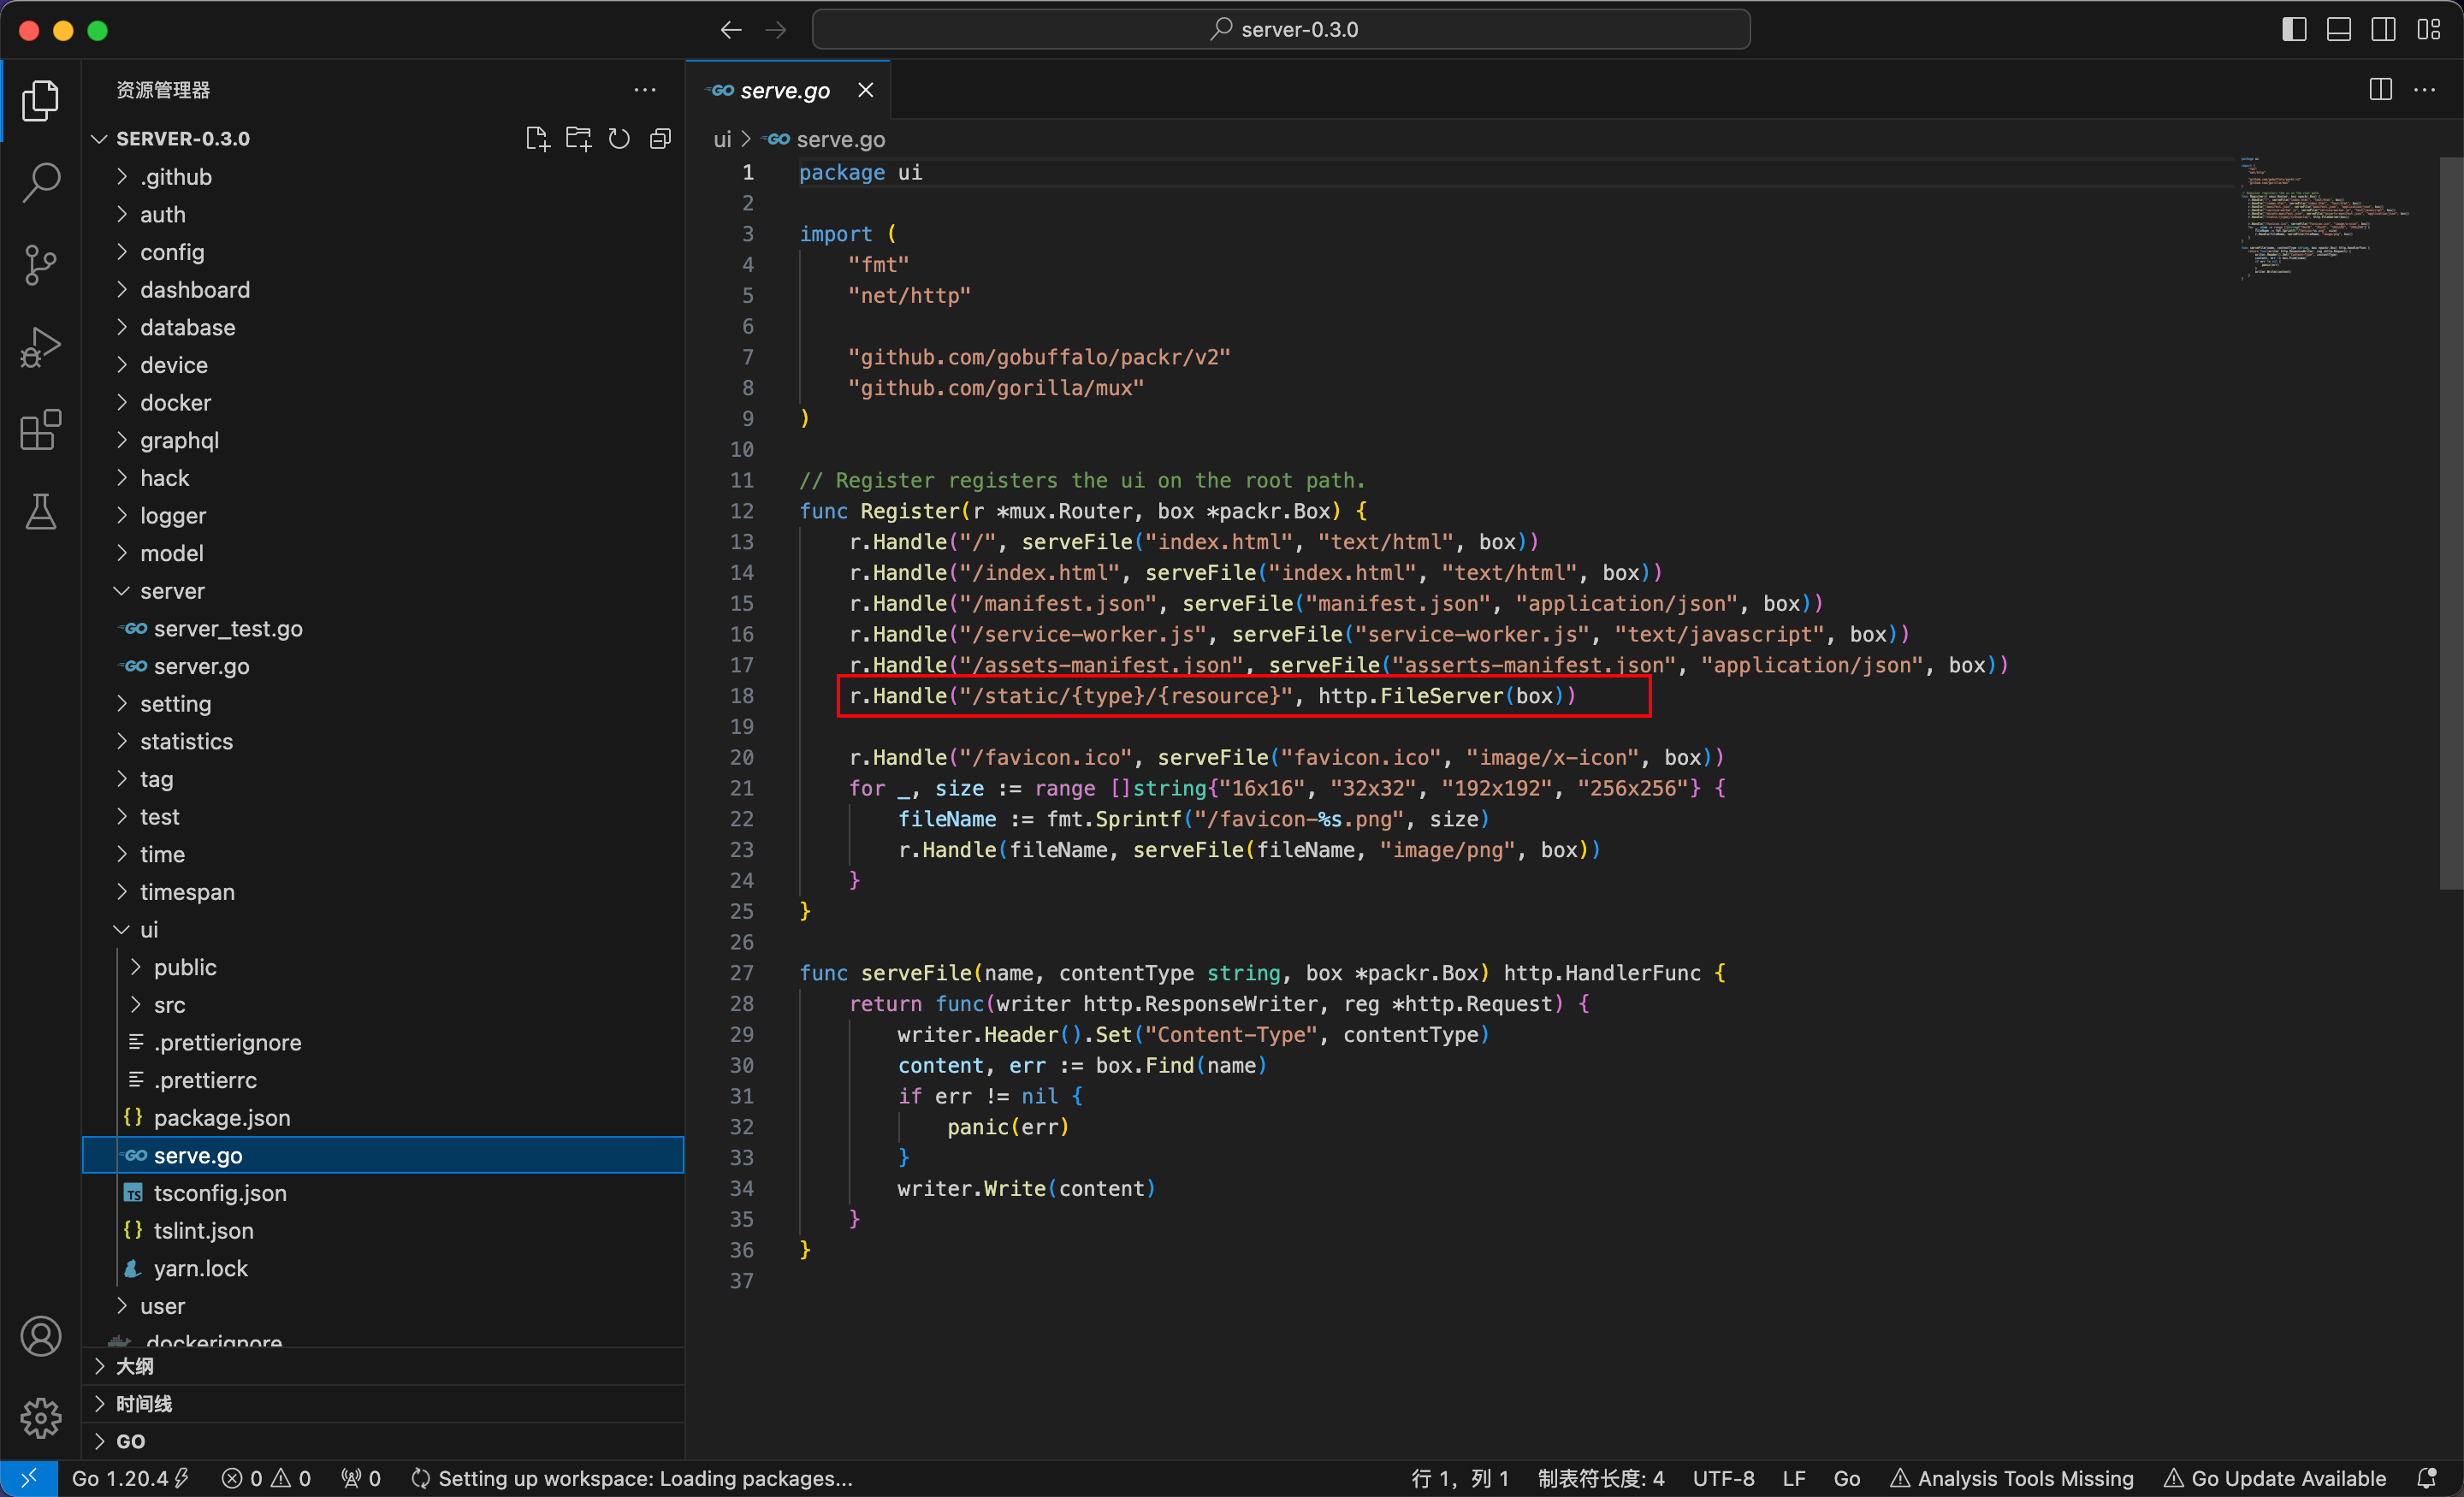 server-0.3.0
资源管理器
SERVER-0.3.0
.github
auth
config
dashboard
database
device
docker
graphql
hack
logger
model
server
GO server_test.go
GO server.go
setting
statistics
tag
test
time
timespan
ui
public
src
.prettierignore
.prettierrc
{} package.json
GO serve.go
TS tsconfig.json
{} tslint.json
yarn.lock
user
.dockerignore
大纲
时间线
GO
GO serve.go
ui > GO serve.go
1 package ui
2
3 import (
4 "fmt"
5 "net/http"
6
7 "github.com/gobuffalo/packr/v2"
8 "github.com/gorilla/mux"
9 )
10
11 // Register registers the ui on the root path.
12 func Register(r *mux.Router, box *packr.Box) {
13 r.Handle("/", serveFile("index.html", "text/html", box))
14 r.Handle("/index.html", serveFile("index.html", "text/html", box))
15 r.Handle("/manifest.json", serveFile("manifest.json", "application/json", box))
16 r.Handle("/service-worker.js", serveFile("service-worker.js", "text/javascript", box))
17 r.Handle("/assets-manifest.json", serveFile("asserts-manifest.json", "application/json", box))
18 r.Handle("/static/{type}/{resource}", http.FileServer(box))
19
20 r.Handle("/favicon.ico", serveFile("favicon.ico", "image/x-icon", box))
21 for _, size := range []string{"16x16", "32x32", "192x192", "256x256"} {
22 fileName := fmt.Sprintf("/favicon-%s.png", size)
23 r.Handle(fileName, serveFile(fileName, "image/png", box))
24 }
25 }
26
27 func serveFile(name, contentType string, box *packr.Box) http.HandlerFunc {
28 return func(writer http.ResponseWriter, reg *http.Request) {
29 writer.Header().Set("Content-Type", contentType)
30 content, err := box.Find(name)
31 if err != nil {
32 panic(err)
33 }
34 writer.Write(content)
35 }
36 }
37
Go 1.20.4 0 0 0 Setting up workspace: Loading packages... 行 1，列 1 制表符长度: 4 UTF-8 LF Go Analysis Tools Missing Go Update Available